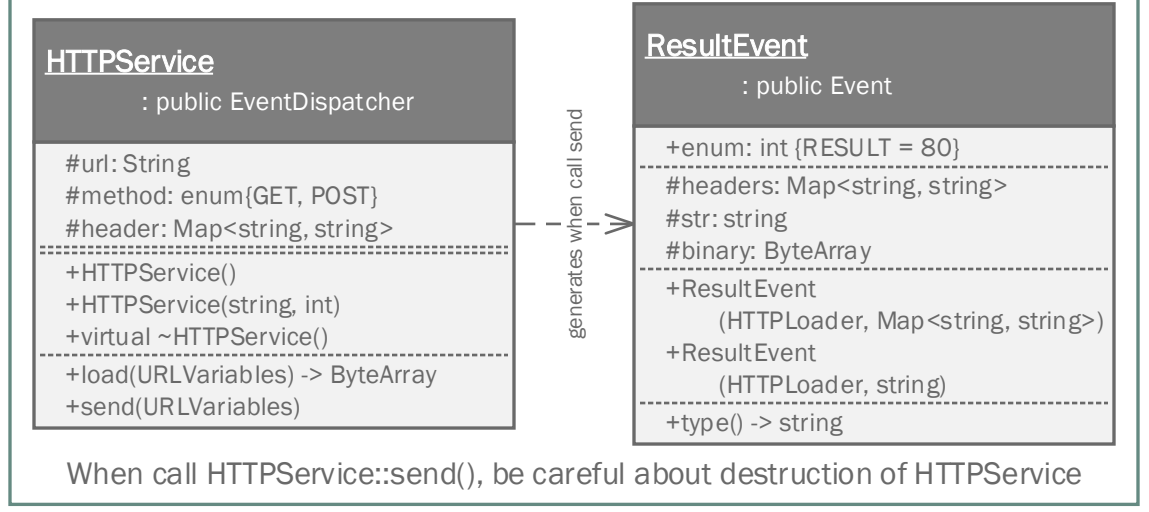 HTTPService
: public EventDispatcher
#url: String
#method: enum{GET, POST}
#header: Map<string, string>
+HTTPService()
+HTTPService(string, int)
+virtual ~HTTPService()
+load(URLVariables) -> ByteArray
+send(URLVariables)
generates when call send
ResultEvent
: public Event
+enum: int {RESULT = 80}
#headers: Map<string, string>
#str: string
#binary: ByteArray
+ResultEvent
(HTTPLoader, Map<string, string>)
+ResultEvent
(HTTPLoader, string)
+type() -> string
When call HTTPService::send(), be careful about destruction of HTTPService